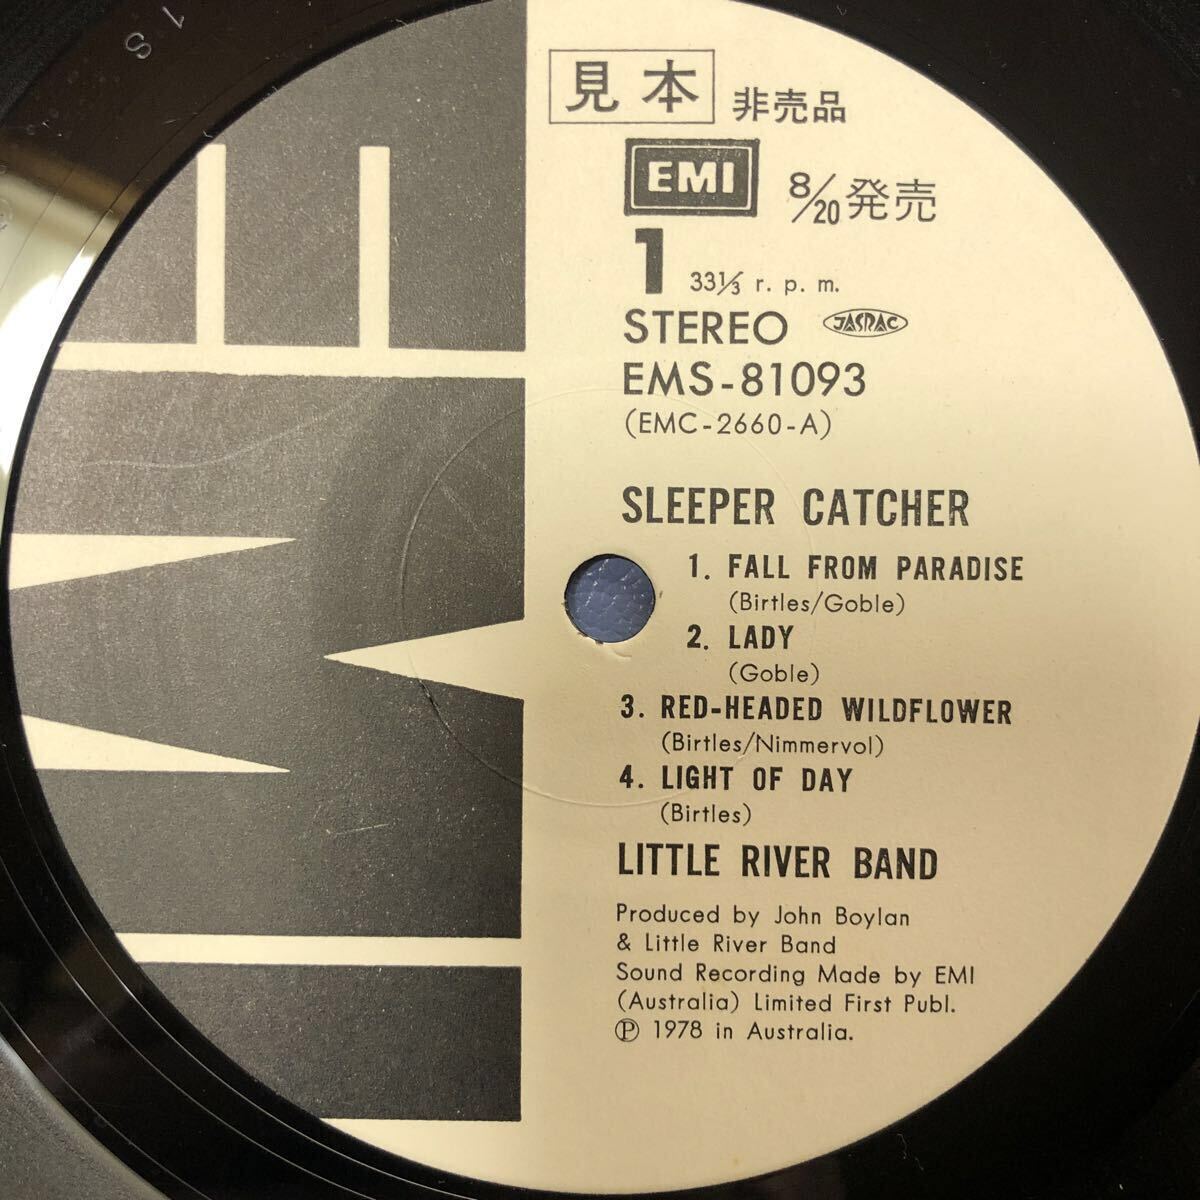 1 S
見本 非売品
EMI 8/20発売
1 33⅓ r. p. m.
STEREO JASRAC
EMS-81093
(EMC-2660-A)
SLEEPER CATCHER
1. FALL FROM PARADISE
(Birtles/Goble)
2. LADY
(Goble)
3. RED-HEADED WILDFLOWER
(Birtles/Nimmervol)
4. LIGHT OF DAY
(Birtles)
LITTLE RIVER BAND
Produced by John Boylan
& Little River Band
Sound Recording Made by EMI
(Australia) Limited First Publ.
Ⓟ 1978 in Australia.